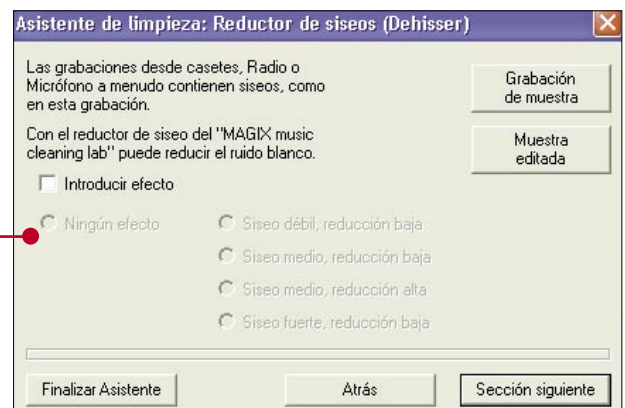 Asistente de limpieza: Reductor de siseos (Dehisser)
Las grabaciones desde casetes, Radio o
Micrófono a menudo contienen siseos, como
en esta grabación.
Grabación
de muestra
Con el reductor de siseo del "MAGIX music
cleaning lab" puede reducir el ruido blanco.
Muestra
editada
Introducir efecto
Ningún efecto
Siseo débil, reducción baja
Siseo medio, reducción baja
Siseo medio, reducción alta
Siseo fuerte, reducción baja
Finalizar Asistente
Atrás
Sección siguiente